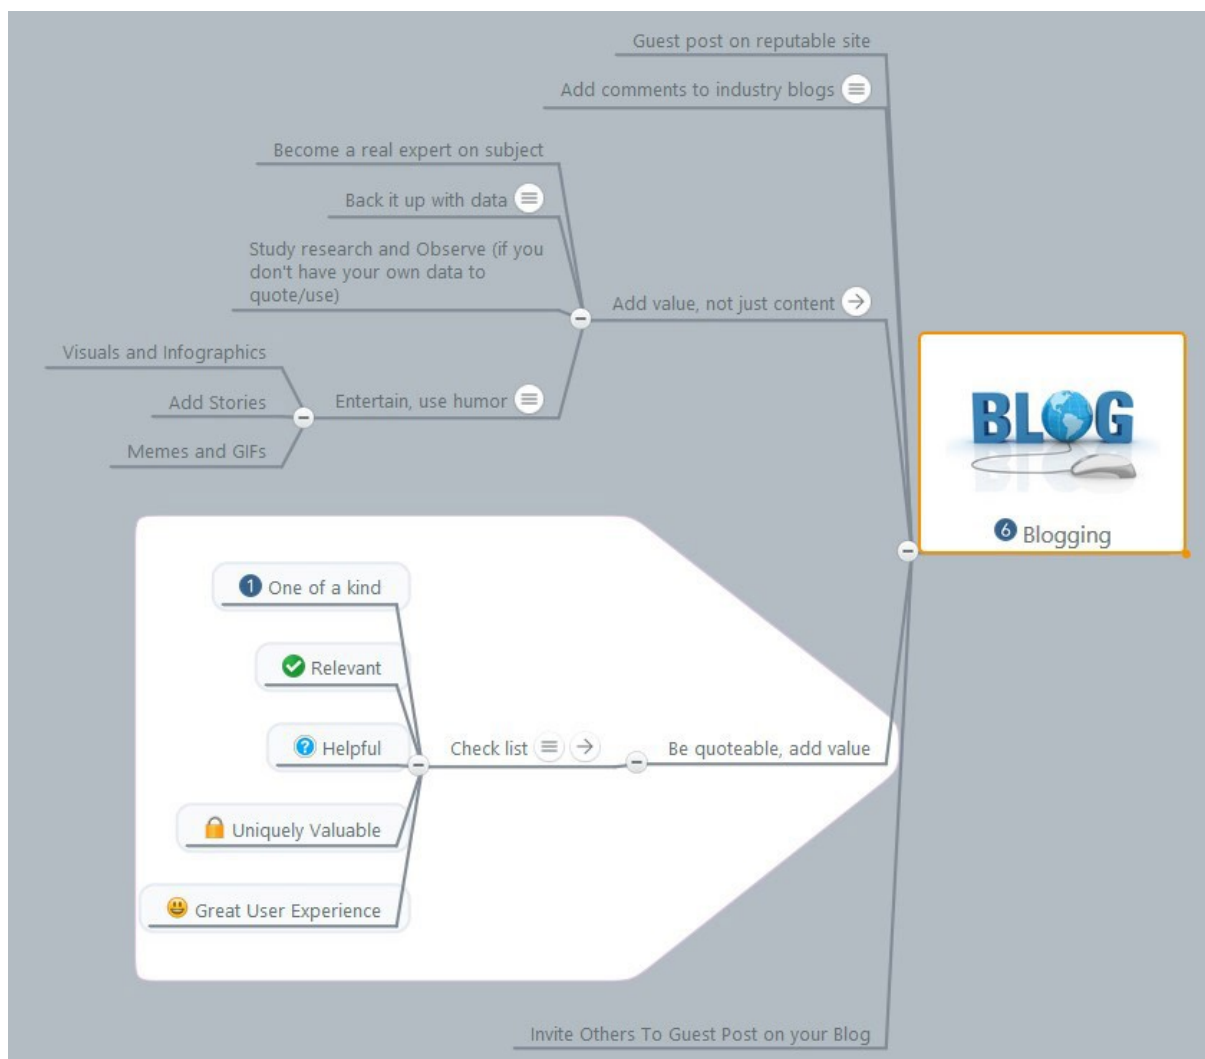 Guest post on reputable site
Add comments to industry blogs
Become a real expert on subject
Back it up with data
Study research and Observe (if you
don't have your own data to
quote/use)
Add value, not just content
Visuals and Infographics
Add Stories
Entertain, use humor
Memes and GIFs
BLOG
6 Blogging
1 One of a kind
Relevant
? Helpful
Check list
Be quoteable, add value
Uniquely Valuable
Great User Experience
Invite Others To Guest Post on your Blog